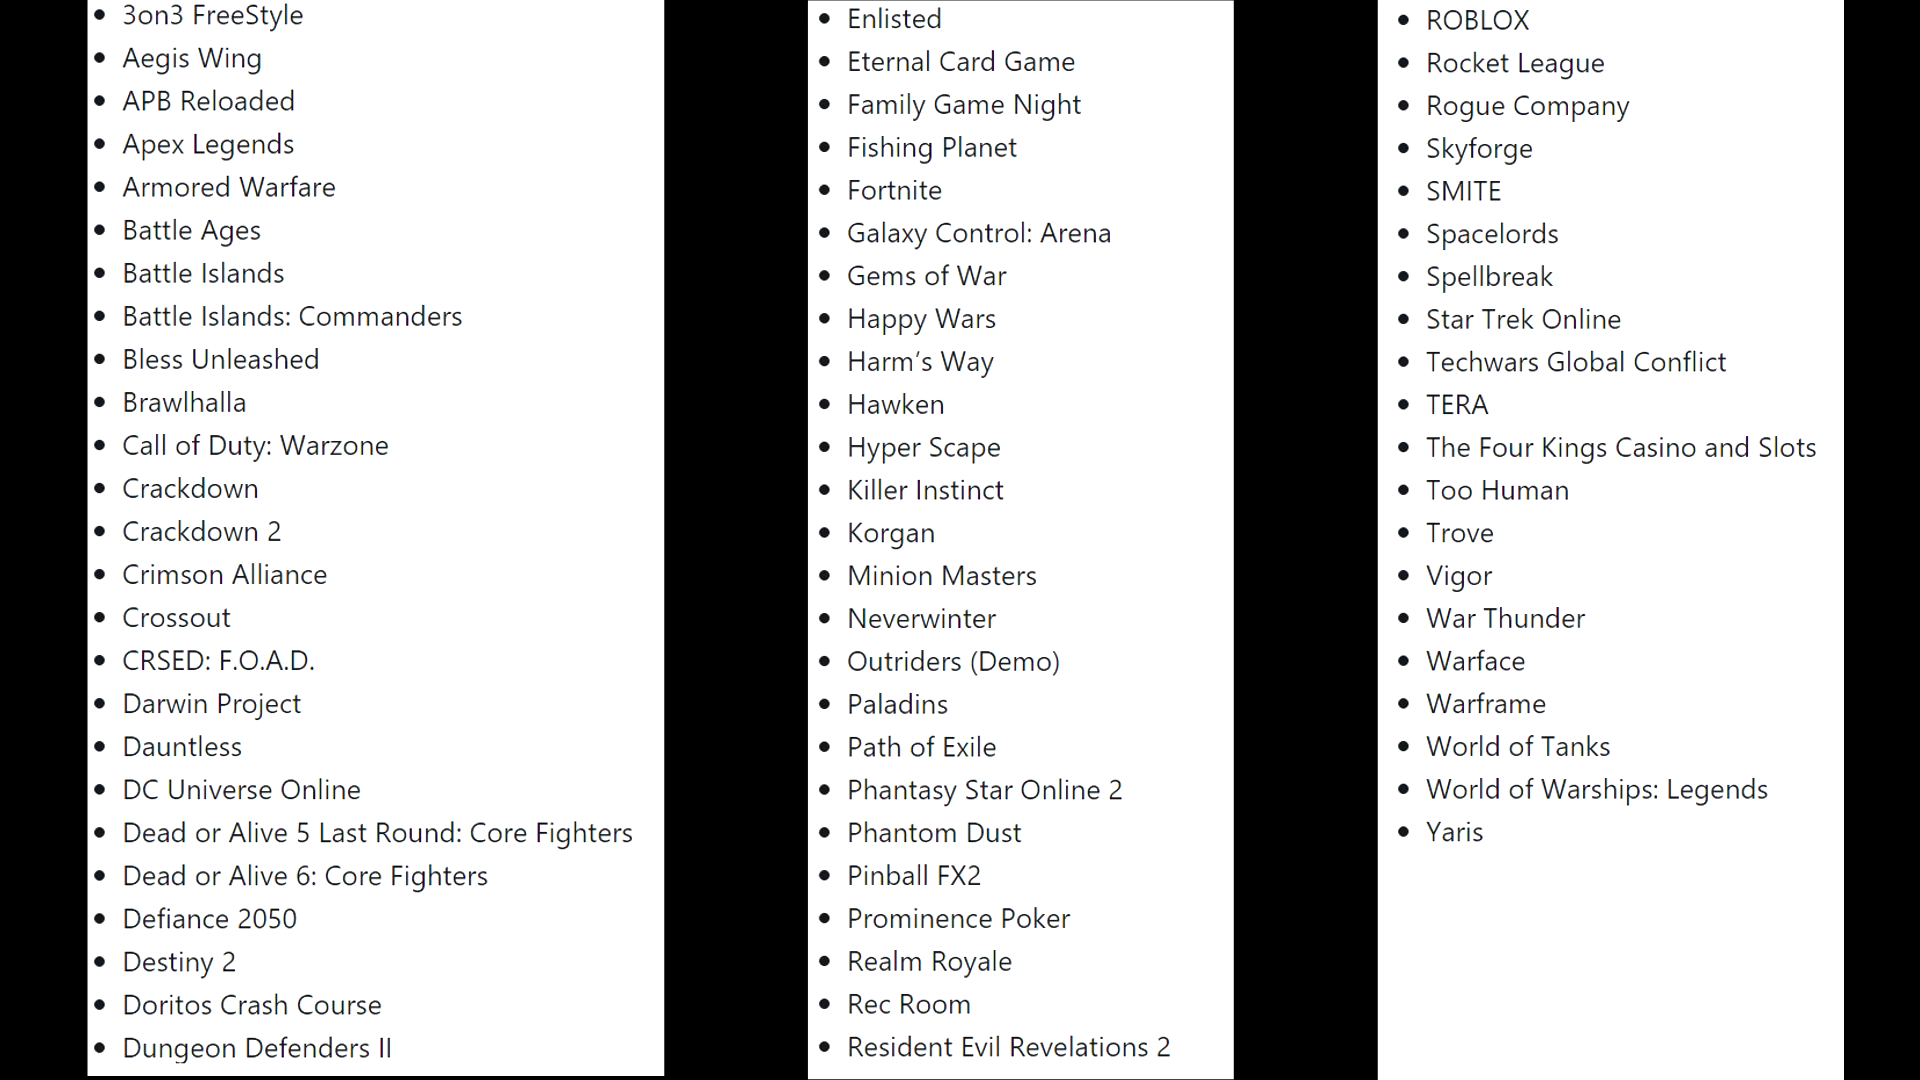 • 3on3 FreeStyle
• Aegis Wing
• APB Reloaded
• Apex Legends
• Armored Warfare
• Battle Ages
• Battle Islands
• Battle Islands: Commanders
• Bless Unleashed
• Brawlhalla
• Call of Duty: Warzone
• Crackdown
• Crackdown 2
• Crimson Alliance
• Crossout
• CRSED: F.O.A.D.
• Darwin Project
• Dauntless
• DC Universe Online
• Dead or Alive 5 Last Round: Core Fighters
• Dead or Alive 6: Core Fighters
• Defiance 2050
• Destiny 2
• Doritos Crash Course
• Dungeon Defenders II
• Enlisted
• Eternal Card Game
• Family Game Night
• Fishing Planet
• Fortnite
• Galaxy Control: Arena
• Gems of War
• Happy Wars
• Harm’s Way
• Hawken
• Hyper Scape
• Killer Instinct
• Korgan
• Minion Masters
• Neverwinter
• Outriders (Demo)
• Paladins
• Path of Exile
• Phantasy Star Online 2
• Phantom Dust
• Pinball FX2
• Prominence Poker
• Realm Royale
• Rec Room
• Resident Evil Revelations 2
• ROBLOX
• Rocket League
• Rogue Company
• Skyforge
• SMITE
• Spacelords
• Spellbreak
• Star Trek Online
• Techwars Global Conflict
• TERA
• The Four Kings Casino and Slots
• Too Human
• Trove
• Vigor
• War Thunder
• Warface
• Warframe
• World of Tanks
• World of Warships: Legends
• Yaris